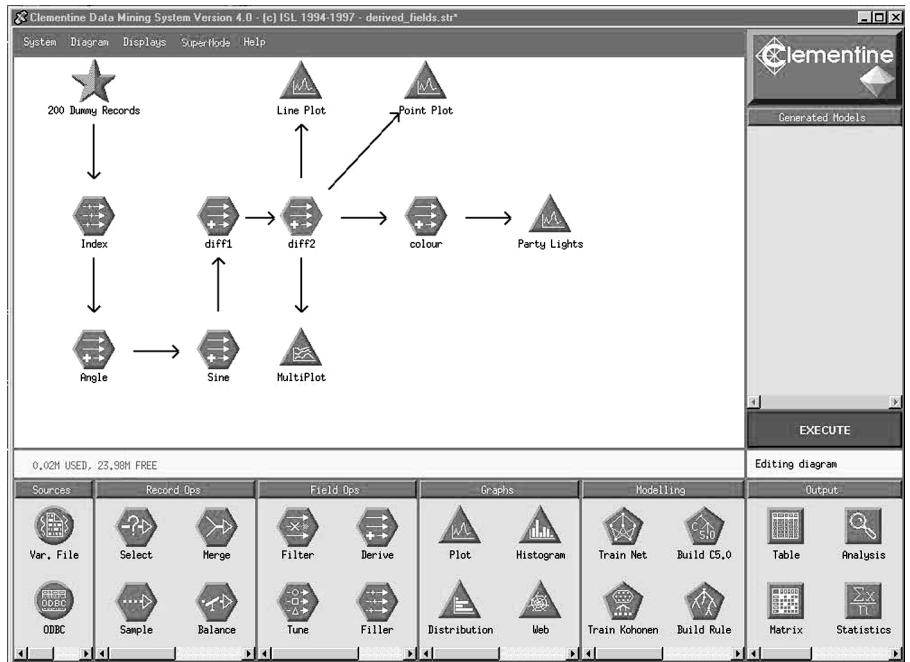 Clementine Data Mining System Version 4.0 - (c) ISL 1994-1997 - derived_fields.str*
System Diagram Displays SuperNode Help
Clementine
200 Dummy Records
Line Plot
Point Plot
Generated Models
Index
diff1
diff2
colour
Party Lights
Angle
Sine
MultiPlot
EXECUTE
0.02M USED, 23.98M FREE
Editing diagram
Sources
Record Ops
Field Ops
Graphs
Modelling
Output
Var. File
Select
Merge
Filter
Derive
Plot
Histogram
Train Net
C5.0
Build C5.0
Table
Analysis
ODBC
ODBC
Sample
Balance
Tune
Filler
Distribution
Web
Train Kohonen
Build Rule
Matrix
Σx
n
Statistics